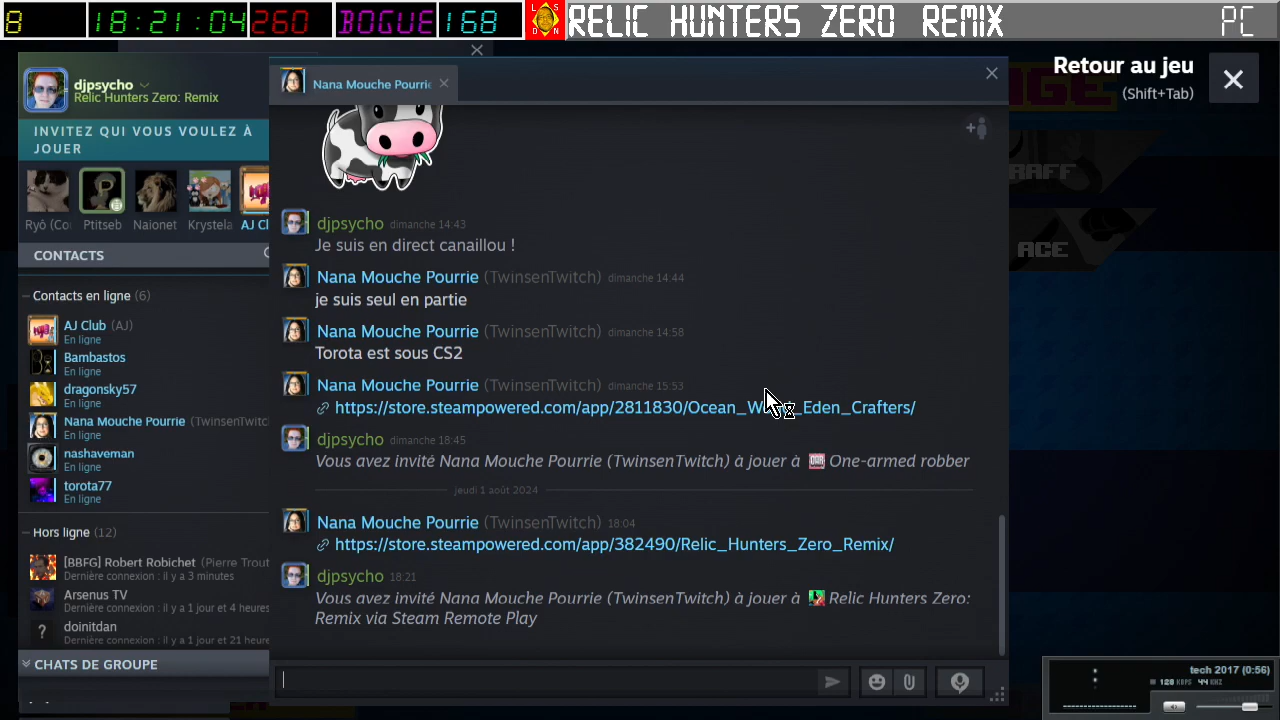 8 18:21:04 260 BOGUE 168 RELIC HUNTERS ZERO REMIX PC
djpsycho
Relic Hunters Zero: Remix
INVITEZ QUI VOUS VOULEZ À
JOUER
Ryô (Co Ptitseb Naionet Krystela AJ Cl
CONTACTS
Contacts en ligne (6)
AJ Club (AJ)
En ligne
Bambastos
En ligne
dragonsky57
En ligne
Nana Mouche Pourrie (TwinsenTwitch)
En ligne
nashaveman
En ligne
torota77
En ligne
Hors ligne (12)
[BBFG] Robert Robichet (Pierre Trout
Dernière connexion : il y a 3 minutes
Arsenus TV
Dernière connexion : il y a 1 jour et 4 heures
doinitdan
Dernière connexion : il y a 1 jour et 21 heure
CHATS DE GROUPE
Nana Mouche Pourrie
djpsycho dimanche 14:43
Je suis en direct canaillou !
Nana Mouche Pourrie (TwinsenTwitch) dimanche 14:44
je suis seul en partie
Nana Mouche Pourrie (TwinsenTwitch) dimanche 14:58
Torota est sous CS2
Nana Mouche Pourrie (TwinsenTwitch) dimanche 15:53
djpsycho dimanche 18:45
Vous avez invité Nana Mouche Pourrie (TwinsenTwitch) à jouer à One-armed robber
jeudi 1 août 2024
Nana Mouche Pourrie (TwinsenTwitch) 18:04
https://store.steampowered.com/app/382490/Relic_Hunters_Zero_Remix/
djpsycho 18:21
Vous avez invité Nana Mouche Pourrie (TwinsenTwitch) à jouer à Relic Hunters Zero:
Remix via Steam Remote Play
Retour au jeu
(Shift+Tab)
RAFF
ACE
tech 2017 (0:56)
128 KBPS 44 KHZ